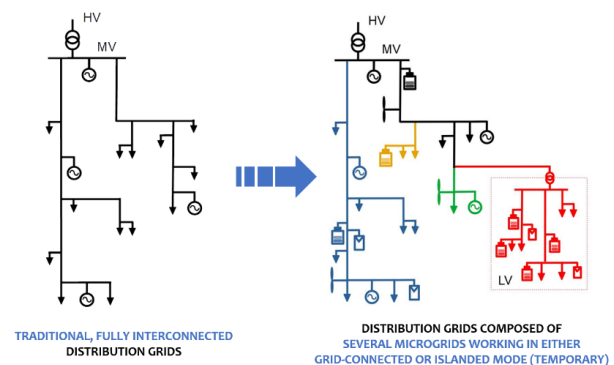 HV
MV
HV
MV
LV
TRADITIONAL, FULLY INTERCONNECTED
DISTRIBUTION GRIDS
DISTRIBUTION GRIDS COMPOSED OF
SEVERAL MICROGRIDS WORKING IN EITHER
GRID-CONNECTED OR ISLANDED MODE (TEMPORARY)